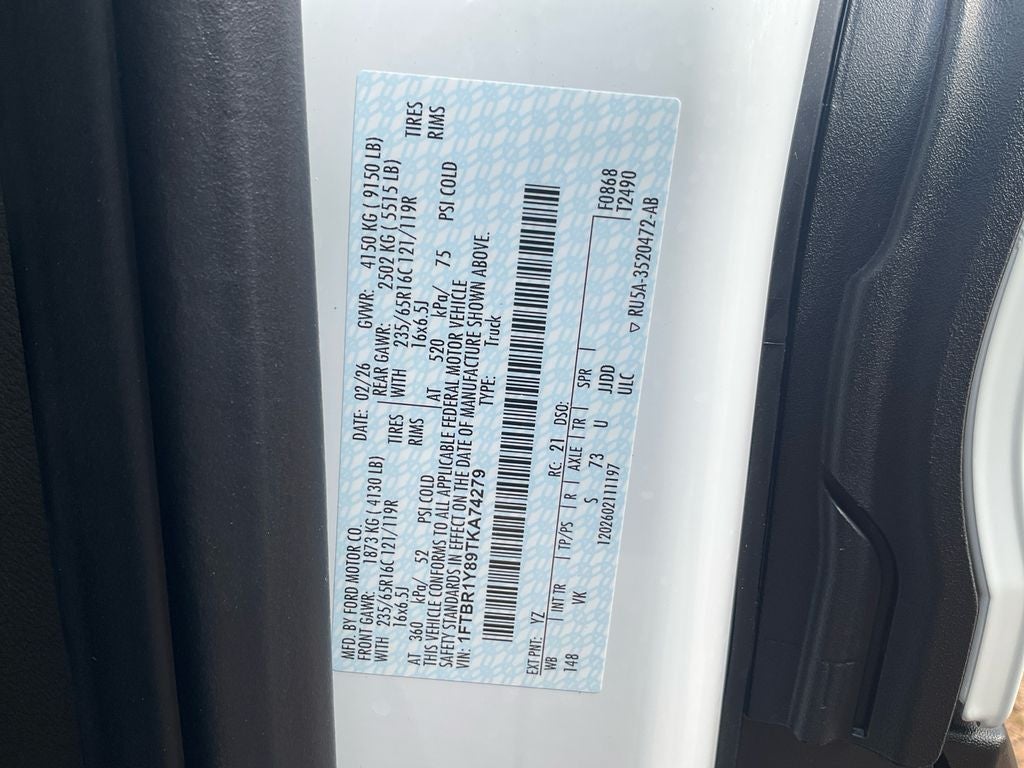 MFD. BY FORD MOTOR CO.
DATE: 02/26 GVWR: 4150 KG ( 9150 LB)
FRONT GAWR: 1873 KG ( 4130 LB) REAR GAWR: 2502 KG ( 5515 LB)
WITH 235/65R16C 121/119R TIRES WITH 235/65R16C 121/119R TIRES
16x6.5J RIMS 16x6.5J RIMS
AT 360 kPa/ 52 PSI COLD AT 520 kPa/ 75 PSI COLD
THIS VEHICLE CONFORMS TO ALL APPLICABLE FEDERAL MOTOR VEHICLE
SAFETY STANDARDS IN EFFECT ON THE DATE OF MANUFACTURE SHOWN ABOVE.
VIN: 1FTBR1Y89TKA74279 TYPE: Truck
EXT PNT: YZ RC: 21 DSO:
WB INT TR TP/PS R AXLE TR SPR F0868
148 VK S 73 U JJDD T2490
120260211197 ULC
▽ RU5A-3520472-AB